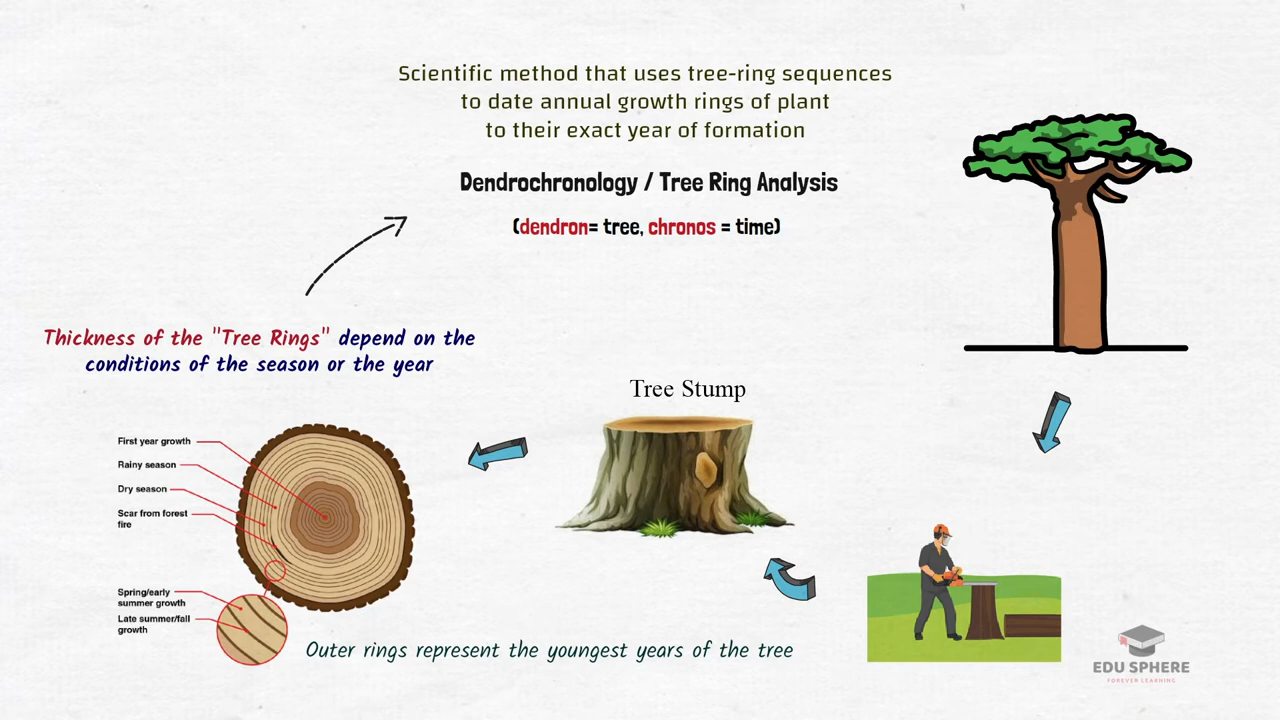 Scientific method that uses tree-ring sequences
to date annual growth rings of plant
to their exact year of formation
Dendrochronology / Tree Ring Analysis
(dendron= tree, chronos = time)
Thickness of the "Tree Rings" depend on the
conditions of the season or the year
Tree Stump
First year growth
Rainy season
Dry season
Scar from forest
fire
Spring/early
summer growth
Late summer/fall
growth
Outer rings represent the youngest years of the tree
EDU SPHERE
FOREVER LEARNING